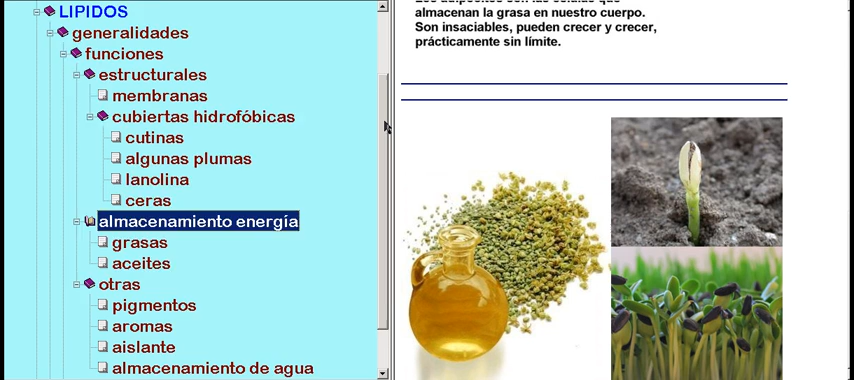 LIPIDOS
generalidades
funciones
estructurales
membranas
cubiertas hidrofóbicas
cutinas
algunas plumas
lanolina
ceras
almacenamiento energía
grasas
aceites
otras
pigmentos
aromas
aislante
almacenamiento de agua
almacenan la grasa en nuestro cuerpo.
Son insaciables, pueden crecer y crecer,
prácticamente sin límite.